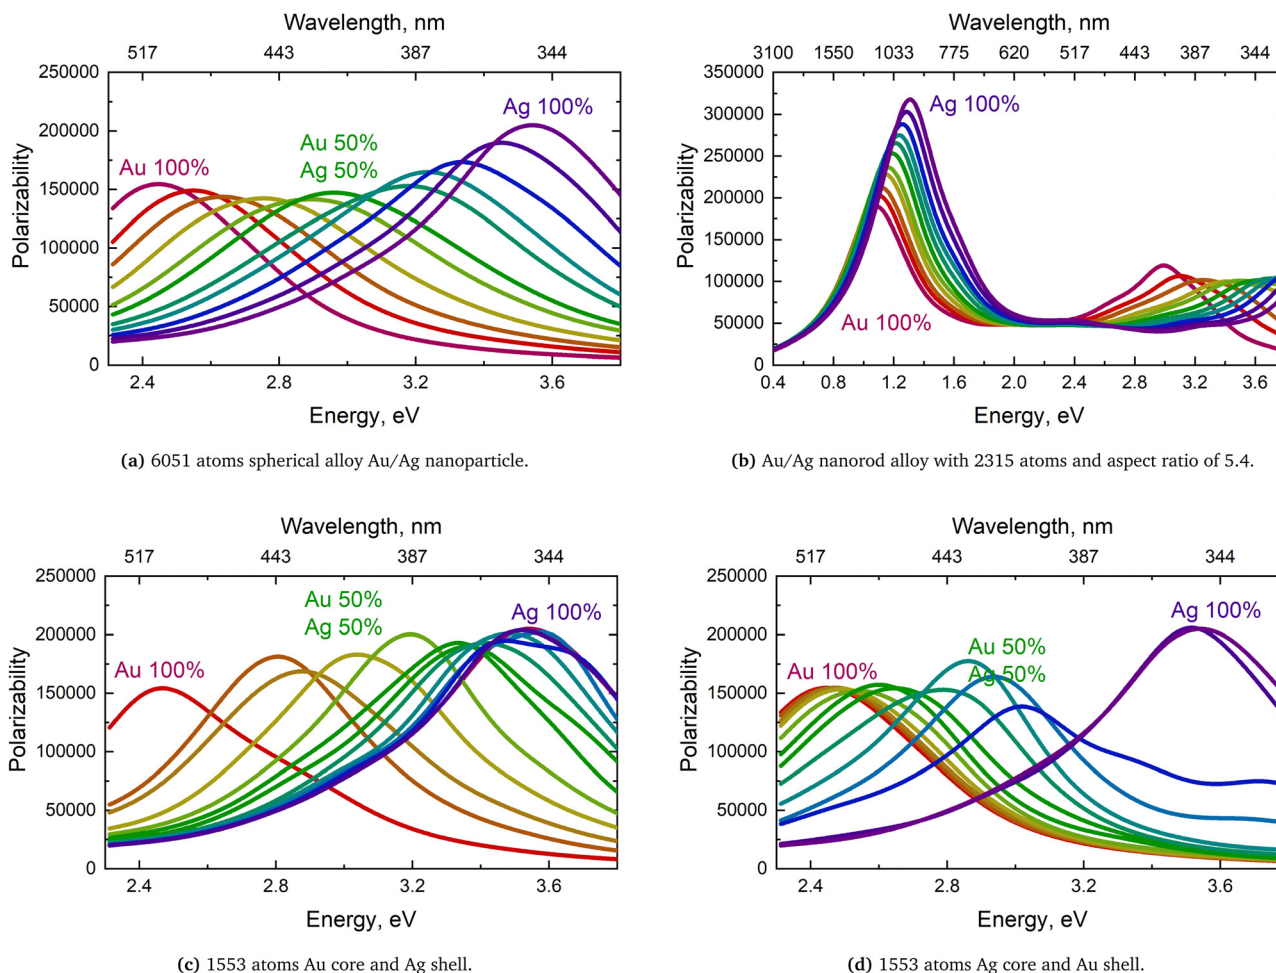 Wavelength, nm
517 443 387 344
250000
200000
150000
100000
50000
0
Polarizability
Au 100%
Au 50%
Ag 50%
Ag 100%
2.4 2.8 3.2 3.6
Energy, eV
(a) 6051 atoms spherical alloy Au/Ag nanoparticle.
Wavelength, nm
3100 1550 1033 775 620 517 443 387 344
350000
300000
250000
200000
150000
100000
50000
0
Polarizability
Ag 100%
Au 100%
0.4 0.8 1.2 1.6 2.0 2.4 2.8 3.2 3.6
Energy, eV
(b) Au/Ag nanorod alloy with 2315 atoms and aspect ratio of 5.4.
Wavelength, nm
517 443 387 344
250000
200000
150000
100000
50000
0
Polarizability
Au 100%
Au 50%
Ag 50%
Ag 100%
2.4 2.8 3.2 3.6
Energy, eV
(c) 1553 atoms Au core and Ag shell.
Wavelength, nm
517 443 387 344
250000
200000
150000
100000
50000
0
Polarizability
Au 100%
Au 50%
Ag 50%
Ag 100%
2.4 2.8 3.2 3.6
Energy, eV
(d) 1553 atoms Ag core and Au shell.